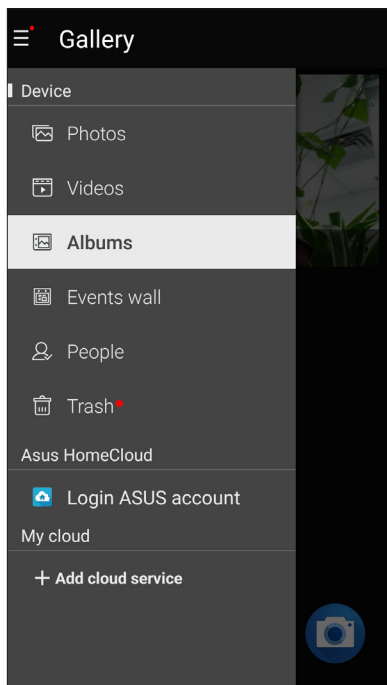 Gallery
Device
Photos
Videos
Albums
Events wall
People
Trash
Asus HomeCloud
Login ASUS account
My cloud
+ Add cloud service